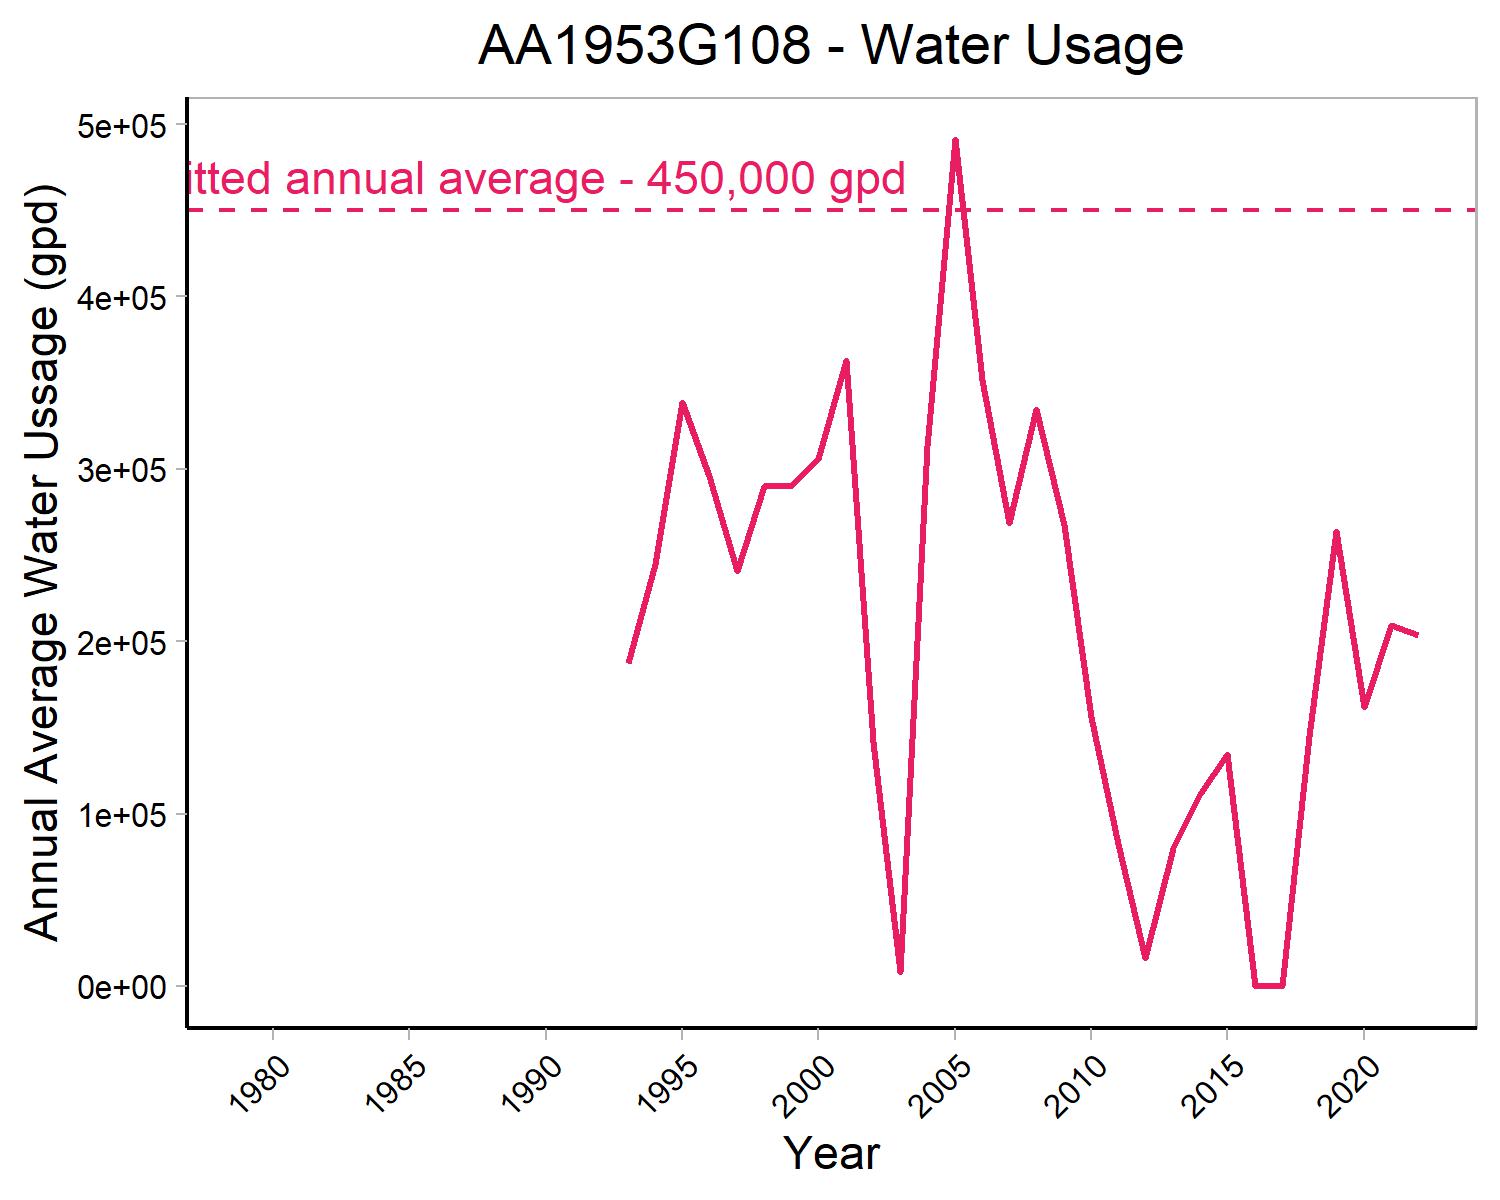 AA1953G108 - Water Usage
Annual Average Water Ussage (gpd)
5e+05
4e+05
3e+05
2e+05
1e+05
0e+00
itted annual average - 450,000 gpd
1980
1985
1990
1995
2000
2005
2010
2015
2020
Year